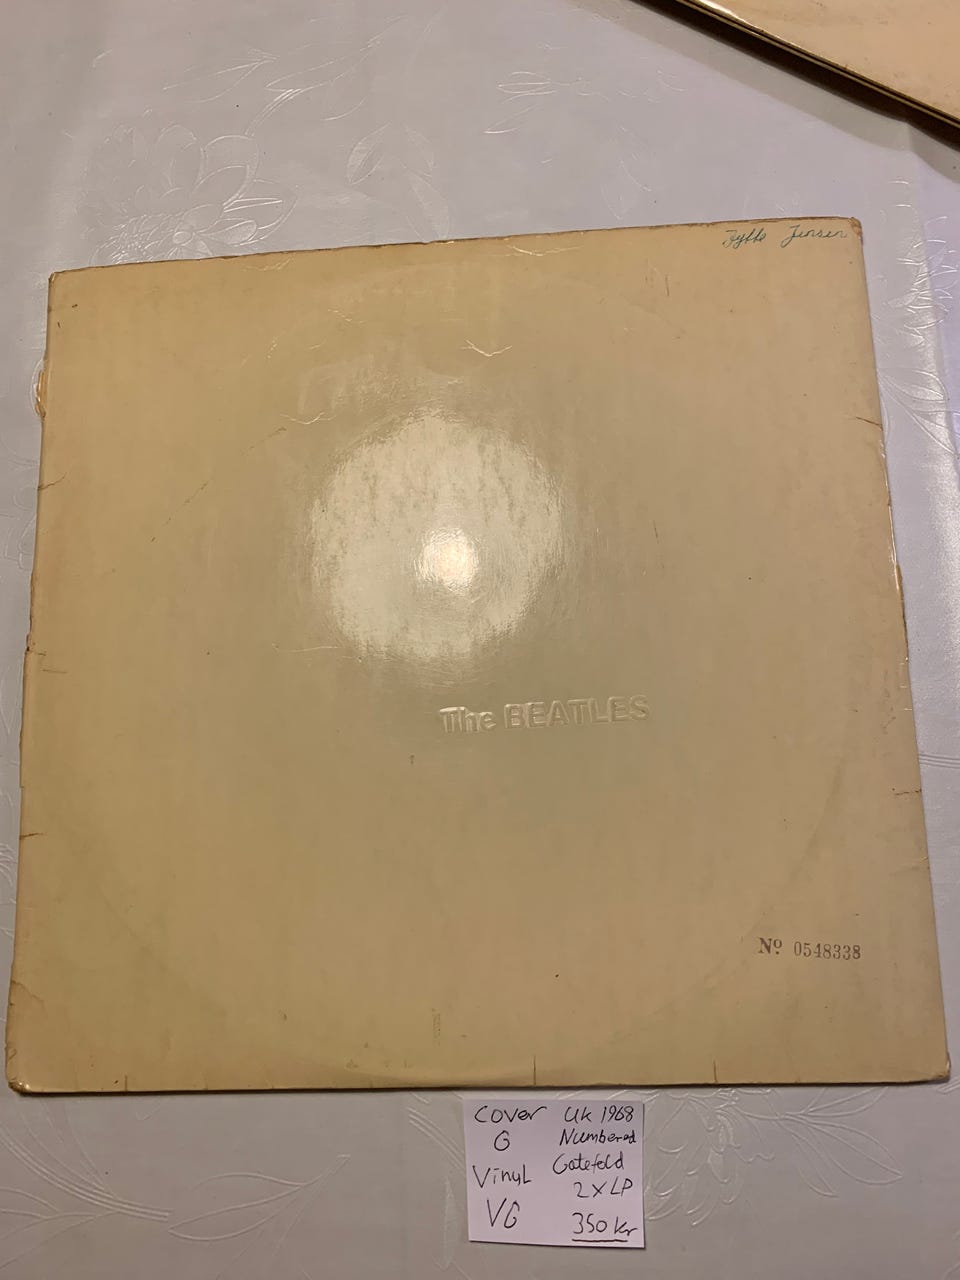 Jytte Jensen
The BEATLES
Nº 0548338
Cover
G
Vinyl
VG
UK 1968
Numbered
Gatefold
2 X LP
350 kr